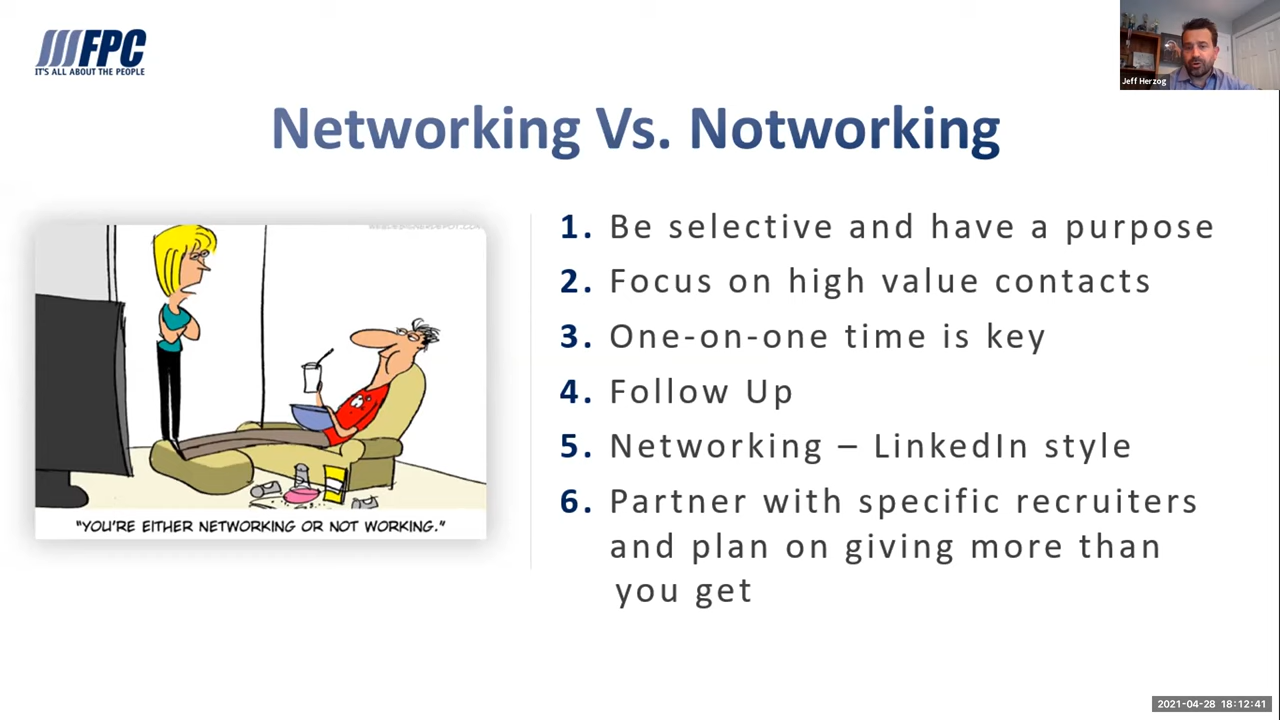 FPC
IT'S ALL ABOUT THE PEOPLE
Jeff Herzog
Networking Vs. Notworking
1. Be selective and have a purpose
2. Focus on high value contacts
3. One-on-one time is key
4. Follow Up
5. Networking – LinkedIn style
6. Partner with specific recruiters
and plan on giving more than
you get
"YOU'RE EITHER NETWORKING OR NOT WORKING."
2021-04-28 18:12:41